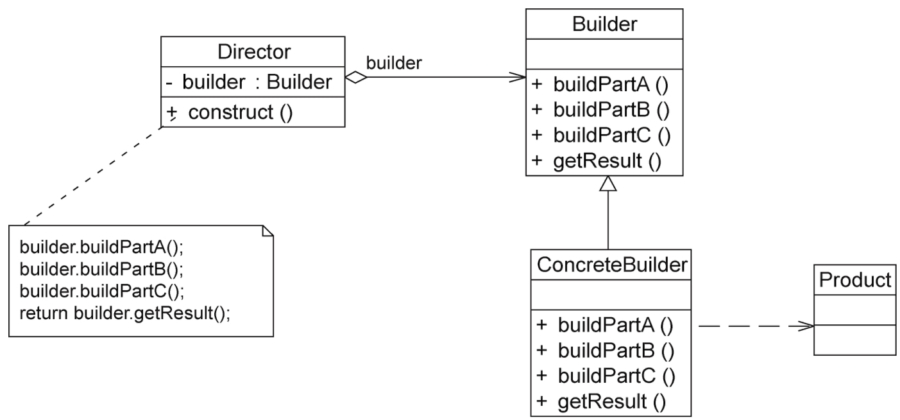 Director
- builder : Builder
+ construct ()
builder
Builder
+ buildPartA ()
+ buildPartB ()
+ buildPartC ()
+ getResult ()
builder.buildPartA();
builder.buildPartB();
builder.buildPartC();
return builder.getResult();
ConcreteBuilder
+ buildPartA ()
+ buildPartB ()
+ buildPartC ()
+ getResult ()
Product